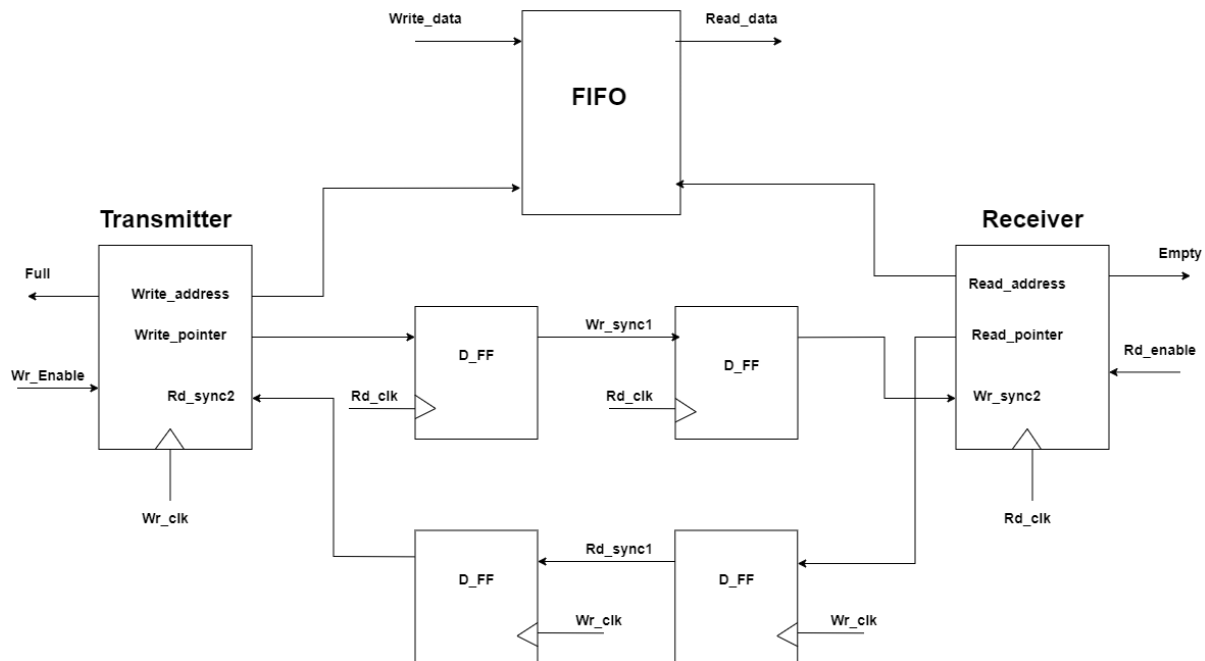 Write_data
Read_data
FIFO
Transmitter
Receiver
Full
Empty
Write_address
Read_address
Write_pointer
D_FF
Wr_sync1
D_FF
Read_pointer
Wr_Enable
Rd_enable
Rd_sync2
Rd_clk
Rd_clk
Wr_sync2
Wr_clk
Rd_clk
Rd_sync1
D_FF
D_FF
Wr_clk
Wr_clk